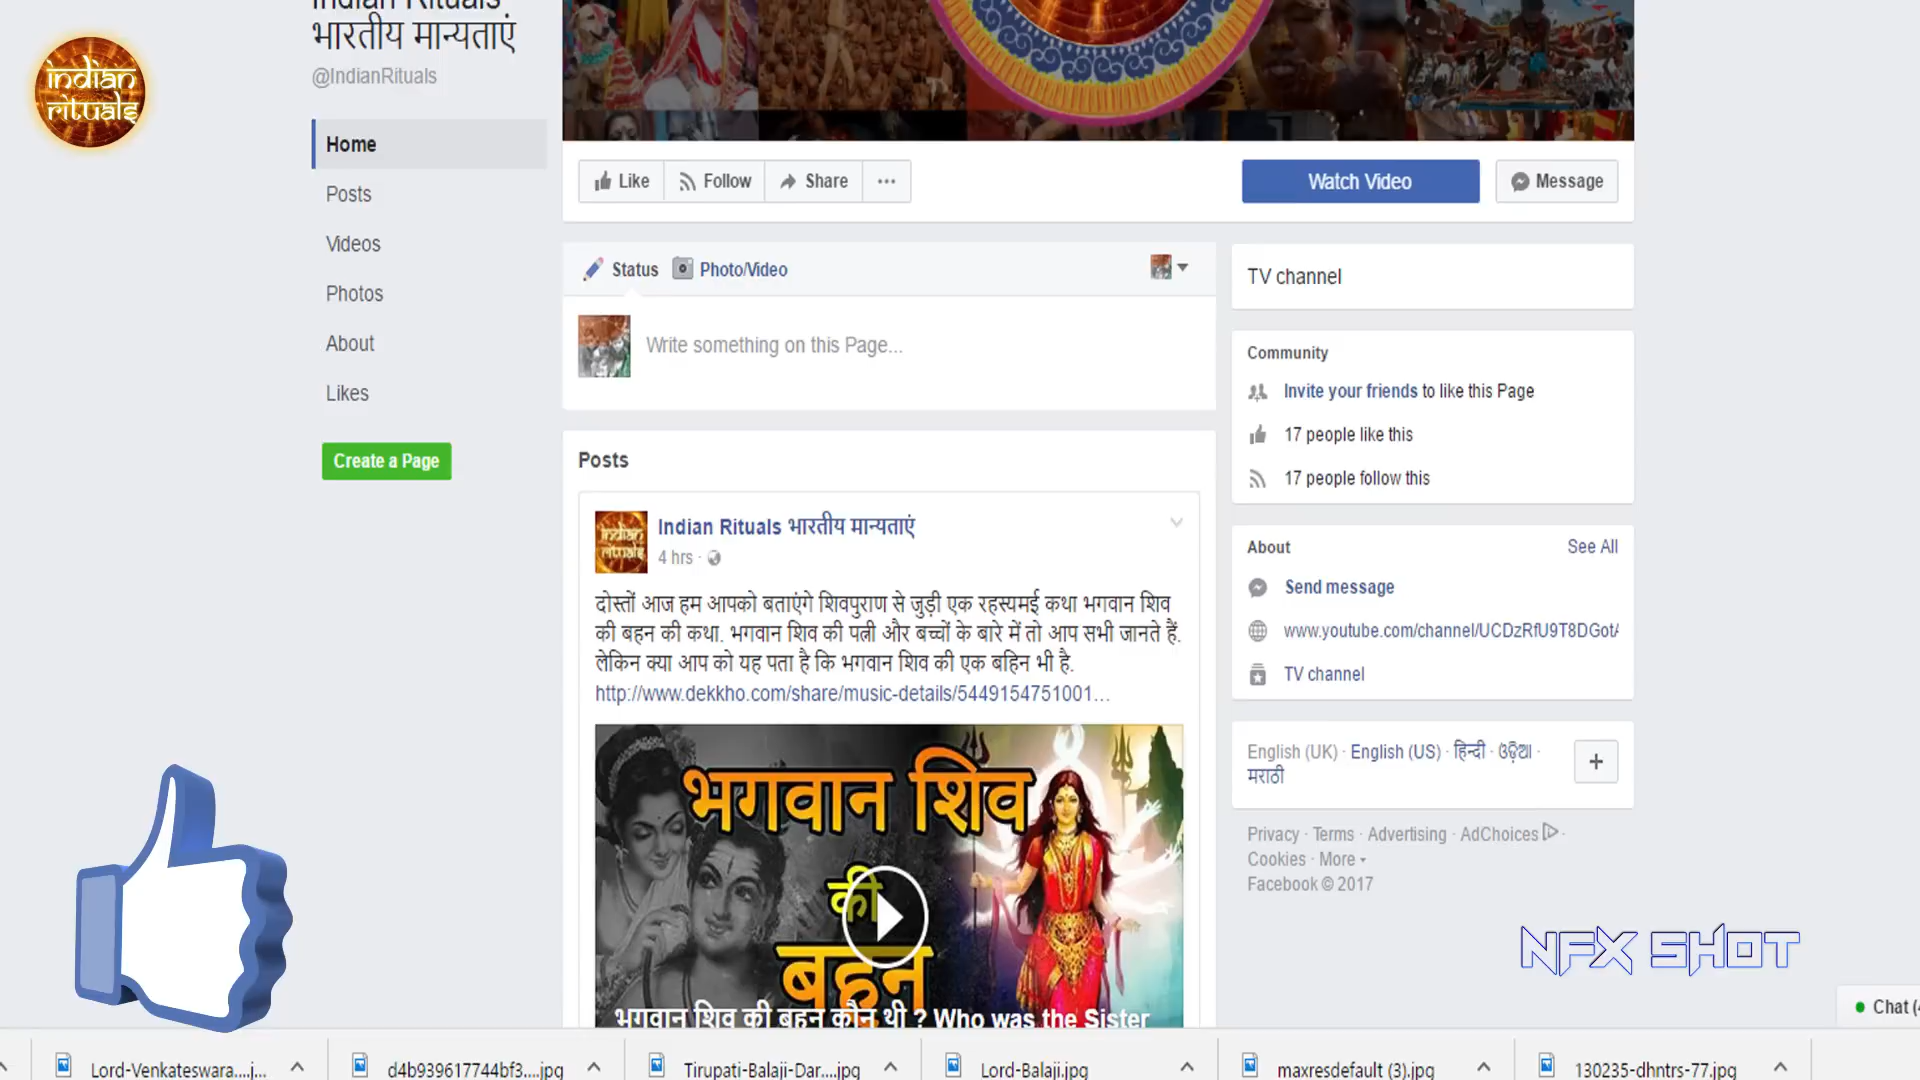 Indian Rituals
भारतीय मान्यताएं
@IndianRituals
indian
rituals
Home
Posts
Videos
Photos
About
Likes
Create a Page
Like
Follow
Share
Watch Video
Message
Status
Photo/Video
Write something on this Page...
Posts
indian
rituals
Indian Rituals भारतीय मान्यताएं
4 hrs ·
दोस्तों आज हम आपको बताएंगे शिवपुराण से जुड़ी एक रहस्यमई कथा भगवान शिव
की बहन की कथा. भगवान शिव की पत्नी और बच्चों के बारे में तो आप सभी जानते हैं.
लेकिन क्या आप को यह पता है कि भगवान शिव की एक बहिन भी है.
http://www.dekkho.com/share/music-details/5449154751001...
भगवान शिव
की
बहन
भगवान शिव की बहन कौन थी ? Who was the Sister
TV channel
Community
Invite your friends to like this Page
17 people like this
17 people follow this
About
See All
Send message
www.youtube.com/channel/UCDzRfU9T8DGotA
TV channel
English (UK) · English (US) · हिन्दी · ଓଡ଼ିଆ ·
मराठी
Privacy · Terms · Advertising · AdChoices ·
Cookies · More
Facebook © 2017
NFX SHOT
Chat (
Lord-Venkateswara....j...
d4b939617744bf3....jpg
Tirupati-Balaji-Dar....jpg
Lord-Balaji.jpg
maxresdefault (3).jpg
130235-dhntrs-77.jpg